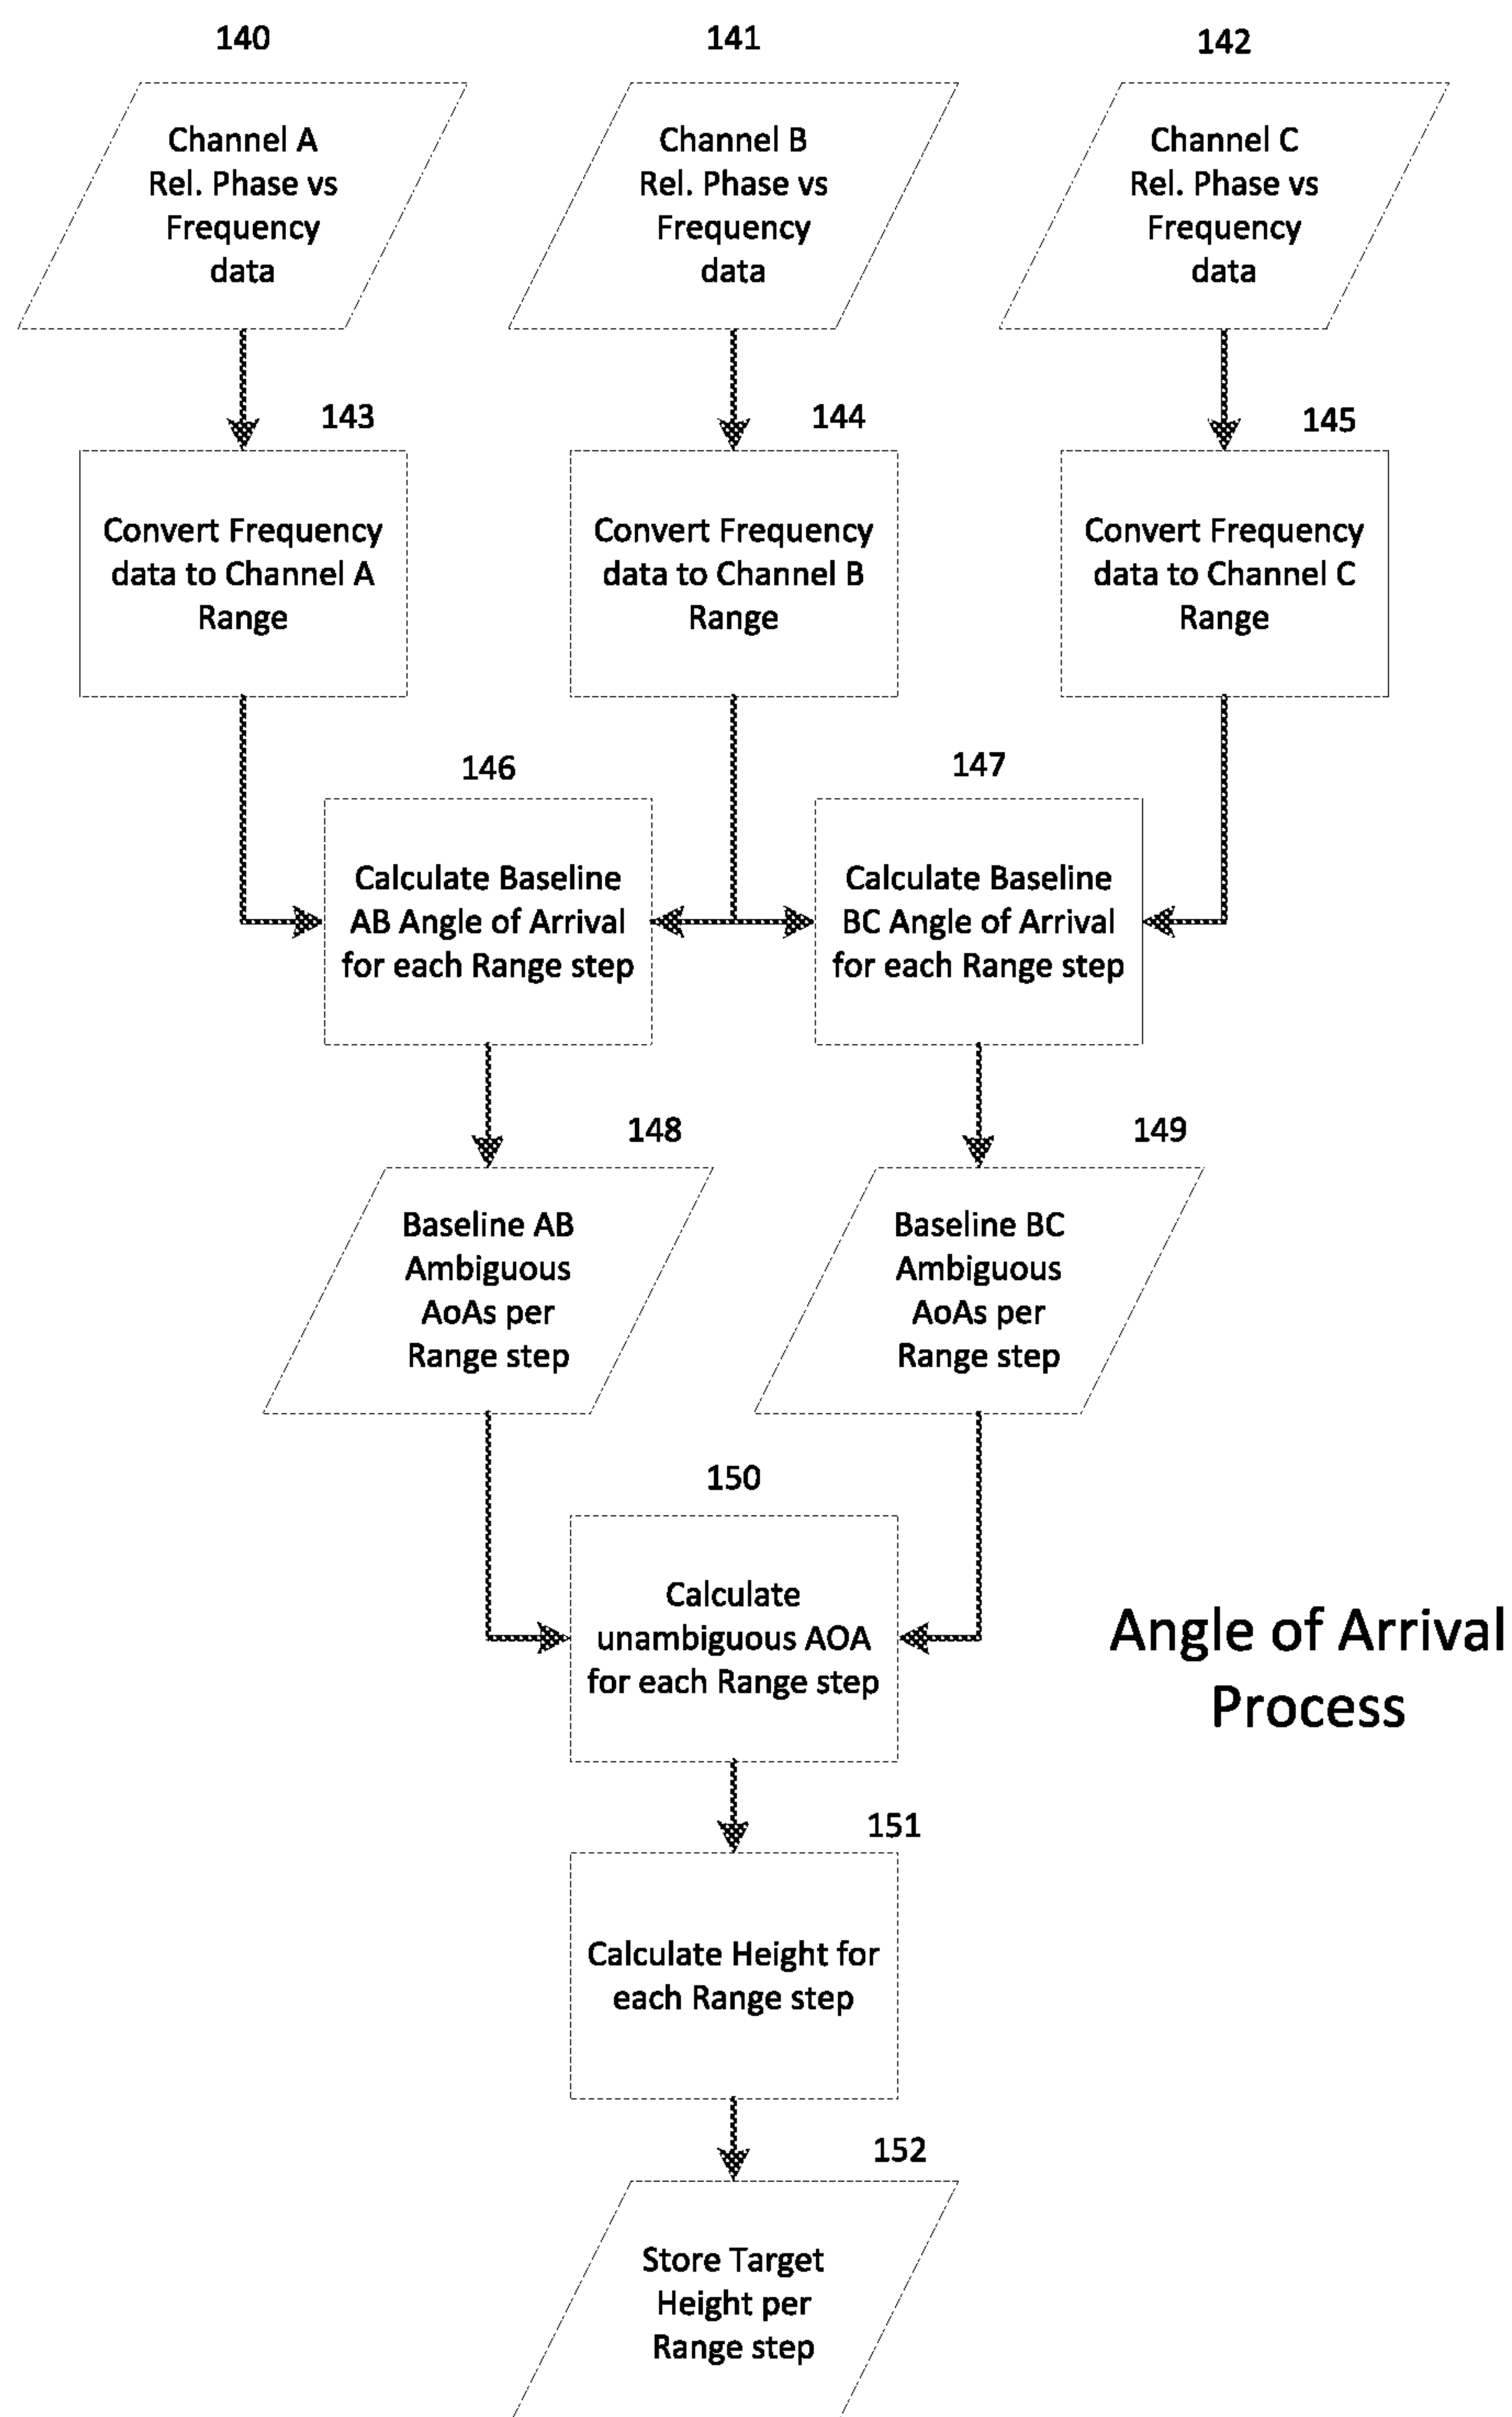 140
141
142
Channel A
Rel. Phase vs
Frequency
data
Channel B
Rel. Phase vs
Frequency
data
Channel C
Rel. Phase vs
Frequency
data
143
144
145
Convert Frequency
data to Channel A
Range
Convert Frequency
data to Channel B
Range
Convert Frequency
data to Channel C
Range
146
147
Calculate Baseline
AB Angle of Arrival
for each Range step
Calculate Baseline
BC Angle of Arrival
for each Range step
148
149
Baseline AB
Ambiguous
AoAs per
Range step
Baseline BC
Ambiguous
AoAs per
Range step
150
Calculate
unambiguous AOA
for each Range step
Angle of Arrival
Process
151
Calculate Height for
each Range step
152
Store Target
Height per
Range step